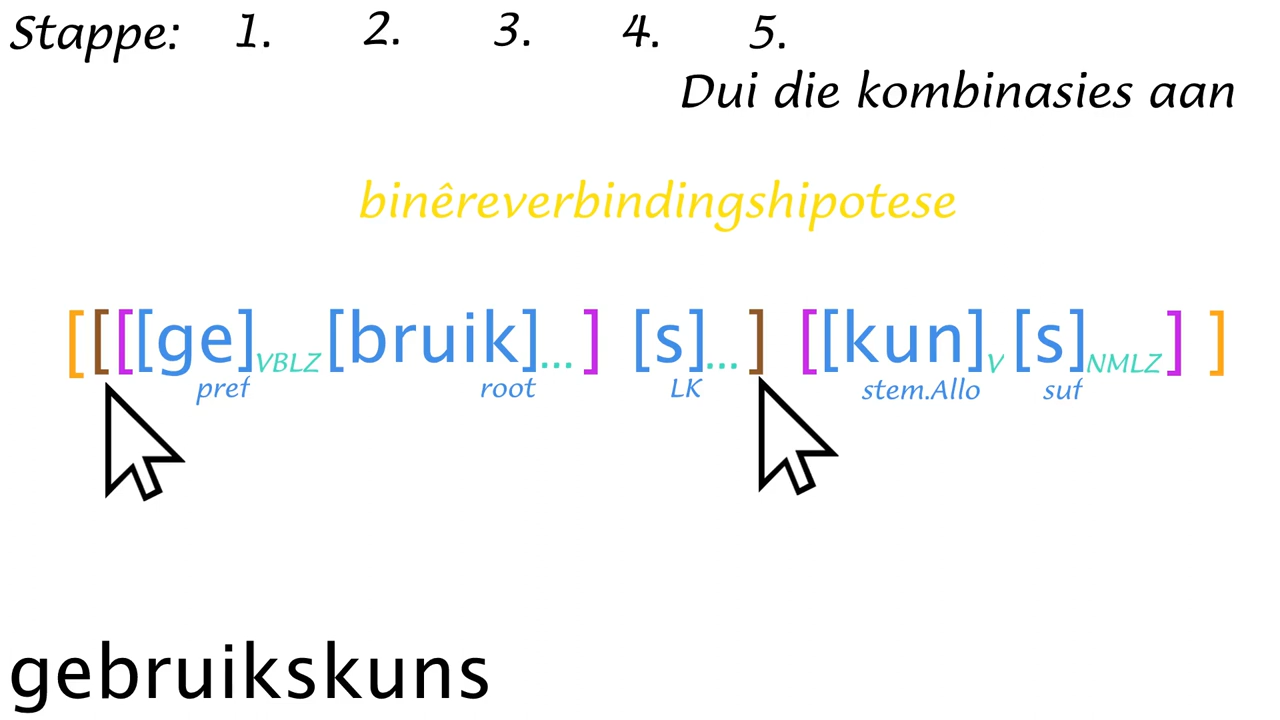 Stappe: 1. 2. 3. 4. 5.
Dui die kombinasies aan
binêreverbindingshipotese
[[[[ge]VBLZ [bruik]...] [s]...] [[kun]V [s]NMLZ] ]
pref root LK stem.Allo suf
gebruikskuns